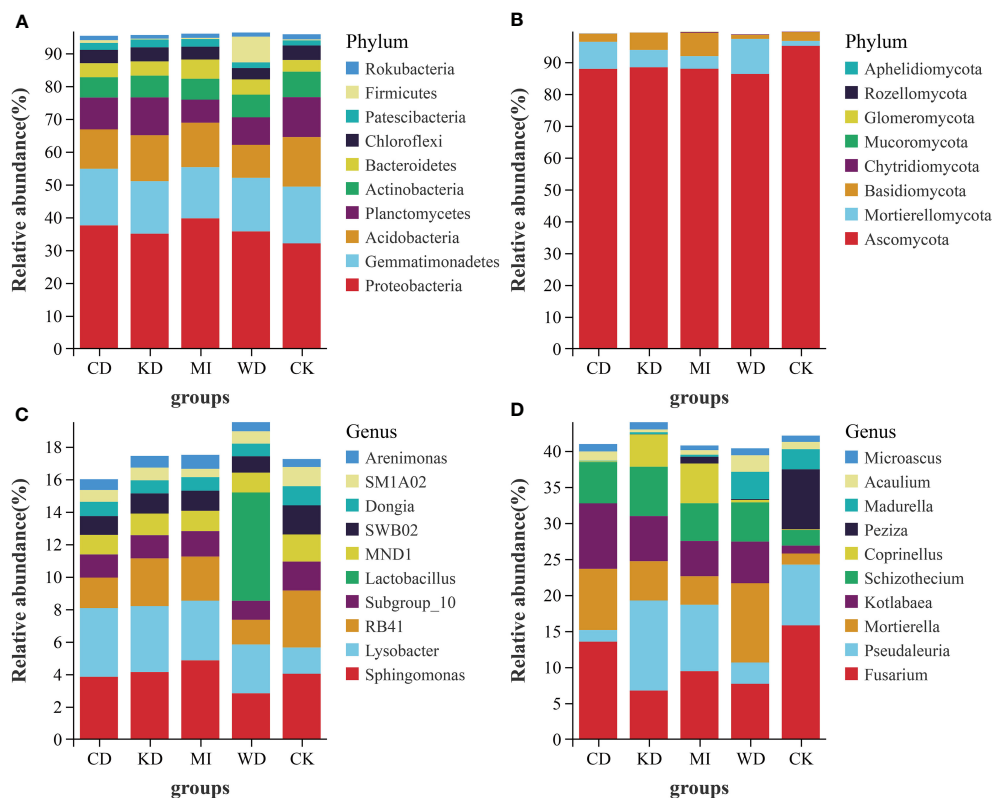 A
Relative abundance(%)
90
80
70
60
50
40
30
20
10
0
CD KD MI WD CK
groups
Phylum
Rokubacteria
Firmicutes
Patescibacteria
Chloroflexi
Bacteroidetes
Actinobacteria
Planctomycetes
Acidobacteria
Gemmatimonadetes
Proteobacteria
B
Relative abundance(%)
90
80
70
60
50
40
30
20
10
0
CD KD MI WD CK
groups
Phylum
Aphelidiomycota
Rozellomycota
Glomeromycota
Mucoromycota
Chytridiomycota
Basidiomycota
Mortierellomycota
Ascomycota
C
Relative abundance(%)
18
16
14
12
10
8
6
4
2
0
CD KD MI WD CK
groups
Genus
Arenimonas
SM1A02
Dongia
SWB02
MND1
Lactobacillus
Subgroup_10
RB41
Lysobacter
Sphingomonas
D
Relative abundance(%)
40
35
30
25
20
15
10
5
0
CD KD MI WD CK
groups
Genus
Microascus
Acaulium
Madurella
Peziza
Coprinellus
Schizothecium
Kotlabaea
Mortierella
Pseudaleuria
Fusarium